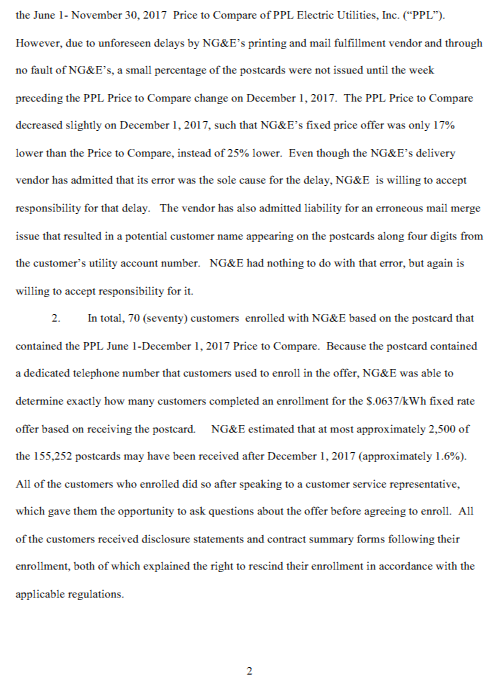 the June 1- November 30, 2017  Price to Compare of PPL Electric Utilities, Inc. (“PPL”).
However, due to unforeseen delays by NG&E’s printing and mail fulfillment vendor and through
no fault of NG&E’s, a small percentage of the postcards were not issued until the week
preceding the PPL Price to Compare change on December 1, 2017.  The PPL Price to Compare
decreased slightly on December 1, 2017, such that NG&E’s fixed price offer was only 17%
lower than the Price to Compare, instead of 25% lower.  Even though the NG&E’s delivery
vendor has admitted that its error was the sole cause for the delay, NG&E  is willing to accept
responsibility for that delay.   The vendor has also admitted liability for an erroneous mail merge
issue that resulted in a potential customer name appearing on the postcards along four digits from
the customer’s utility account number.   NG&E had nothing to do with that error, but again is
willing to accept responsibility for it.
2.        In total, 70 (seventy) customers  enrolled with NG&E based on the postcard that
contained the PPL June 1-December 1, 2017 Price to Compare.  Because the postcard contained
a dedicated telephone number that customers used to enroll in the offer, NG&E was able to
determine exactly how many customers completed an enrollment for the $.0637/kWh fixed rate
offer based on receiving the postcard.     NG&E estimated that at most approximately 2,500 of
the 155,252 postcards may have been received after December 1, 2017 (approximately 1.6%).
All of the customers who enrolled did so after speaking to a customer service representative,
which gave them the opportunity to ask questions about the offer before agreeing to enroll.  All
of the customers received disclosure statements and contract summary forms following their
enrollment, both of which explained the right to rescind their enrollment in accordance with the
applicable regulations.
2